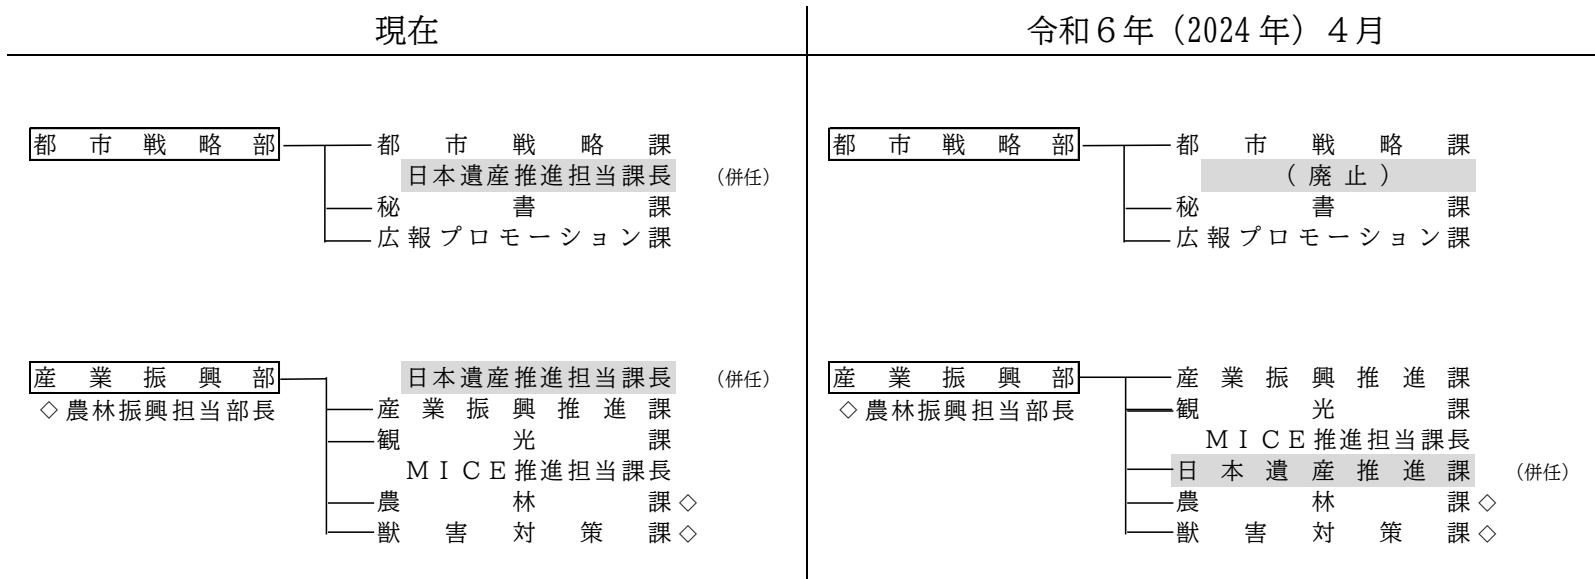 現在
都市戦略部 都市戦略課
日本遺産推進担当課長 (併任)
秘書課
広報プロモーション課
産業振興部 日本遺産推進担当課長 (併任)
◇農林振興担当部長 産業振興推進課
観光課
ＭＩＣＥ推進担当課長
農林課◇
獣害対策課◇
令和６年（2024年）４月
都市戦略部 都市戦略課
（廃止）
秘書課
広報プロモーション課
産業振興部 産業振興推進課
◇農林振興担当部長 観光課
ＭＩＣＥ推進担当課長
日本遺産推進課 (併任)
農林課◇
獣害対策課◇